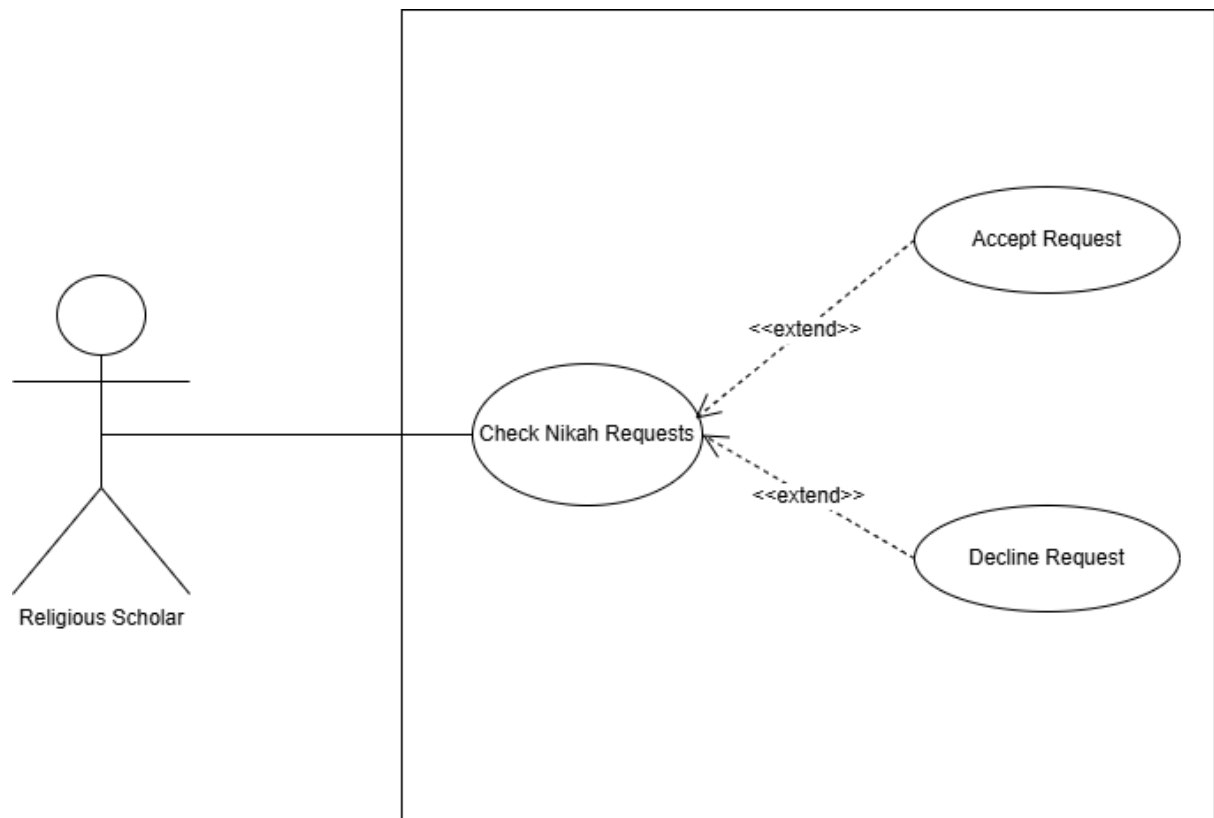 Accept Request
<<extend>>
Check Nikah Requests
<<extend>>
Decline Request
Religious Scholar